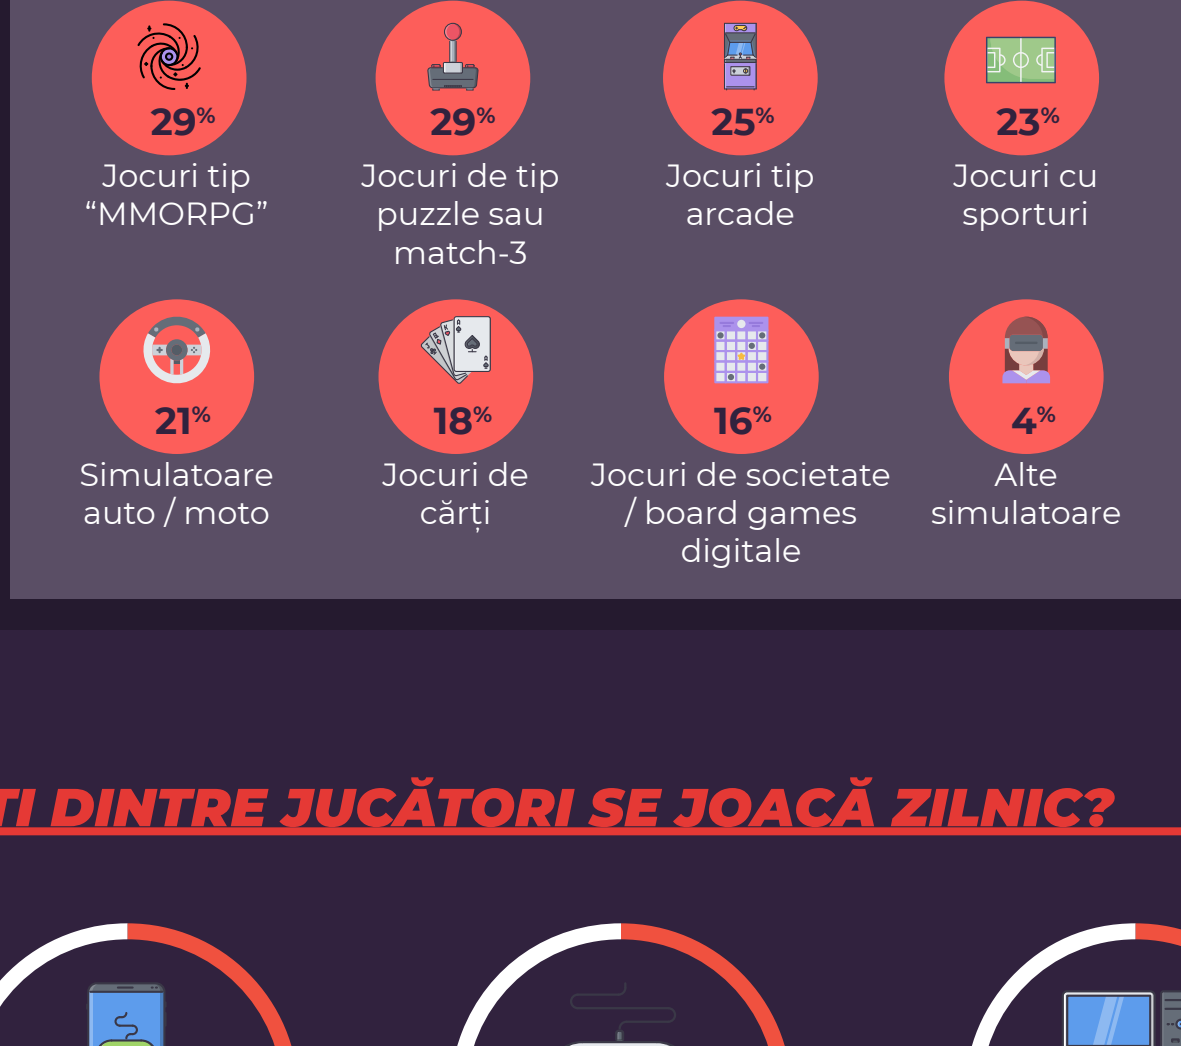 29%
Jocuri tip
“MMORPG”
29%
Jocuri de tip
puzzle sau
match-3
25%
Jocuri tip
arcade
23%
Jocuri cu
sporturi
21%
Simulatoare
auto / moto
18%
Jocuri de
cărți
16%
Jocuri de societate
/ board games
digitale
4%
Alte
simulatoare
TI DINTRE JUCĂTORI SE JOACĂ ZILNIC?